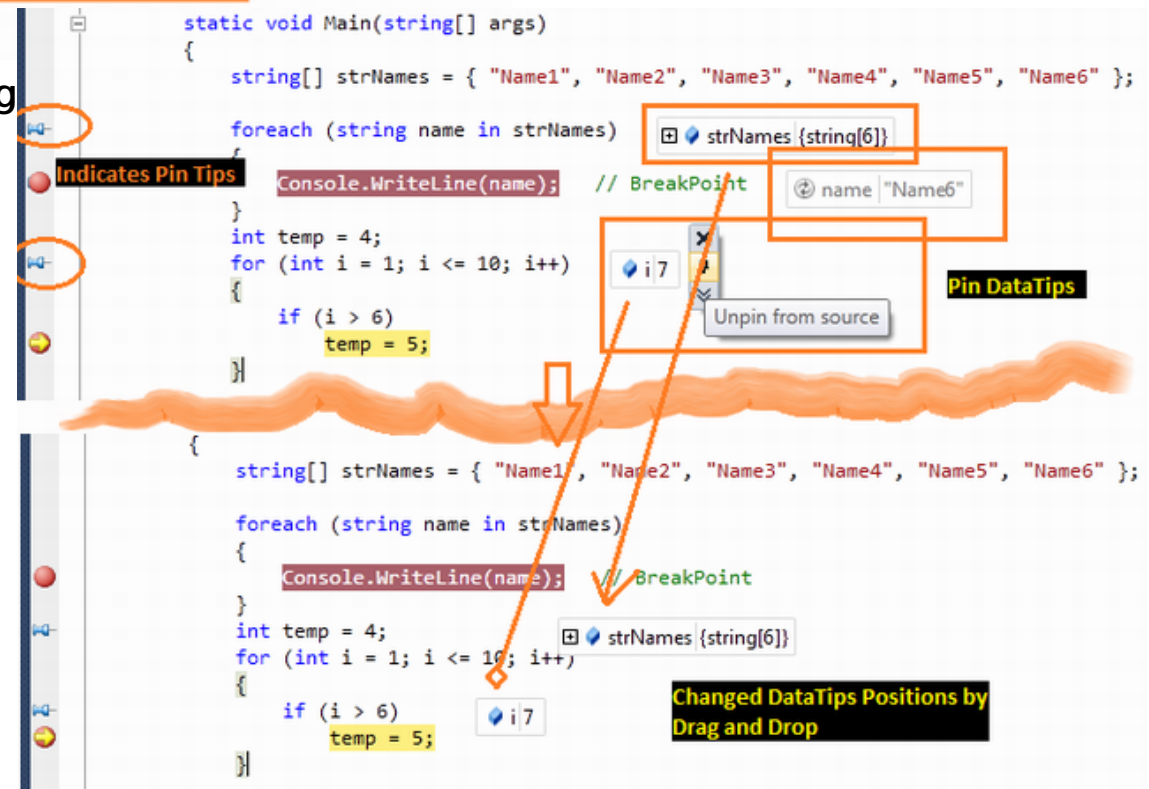 static void Main(string[] args)
{
string[] strNames = { "Name1", "Name2", "Name3", "Name4", "Name5", "Name6" };
g
foreach (string name in strNames) strNames {string[6]}
{
Indicates Pin Tips
Console.WriteLine(name); // BreakPoint name "Name6"
}
int temp = 4;
for (int i = 1; i <= 10; i++) i 7
{
Pin DataTips
if (i > 6) Unpin from source
temp = 5;
}
{
string[] strNames = { "Name1", "Name2", "Name3", "Name4", "Name5", "Name6" };
foreach (string name in strNames)
{
Console.WriteLine(name); // BreakPoint
}
int temp = 4; strNames {string[6]}
for (int i = 1; i <= 10; i++)
{
Changed DataTips Positions by
Drag and Drop
if (i > 6) i 7
temp = 5;
}